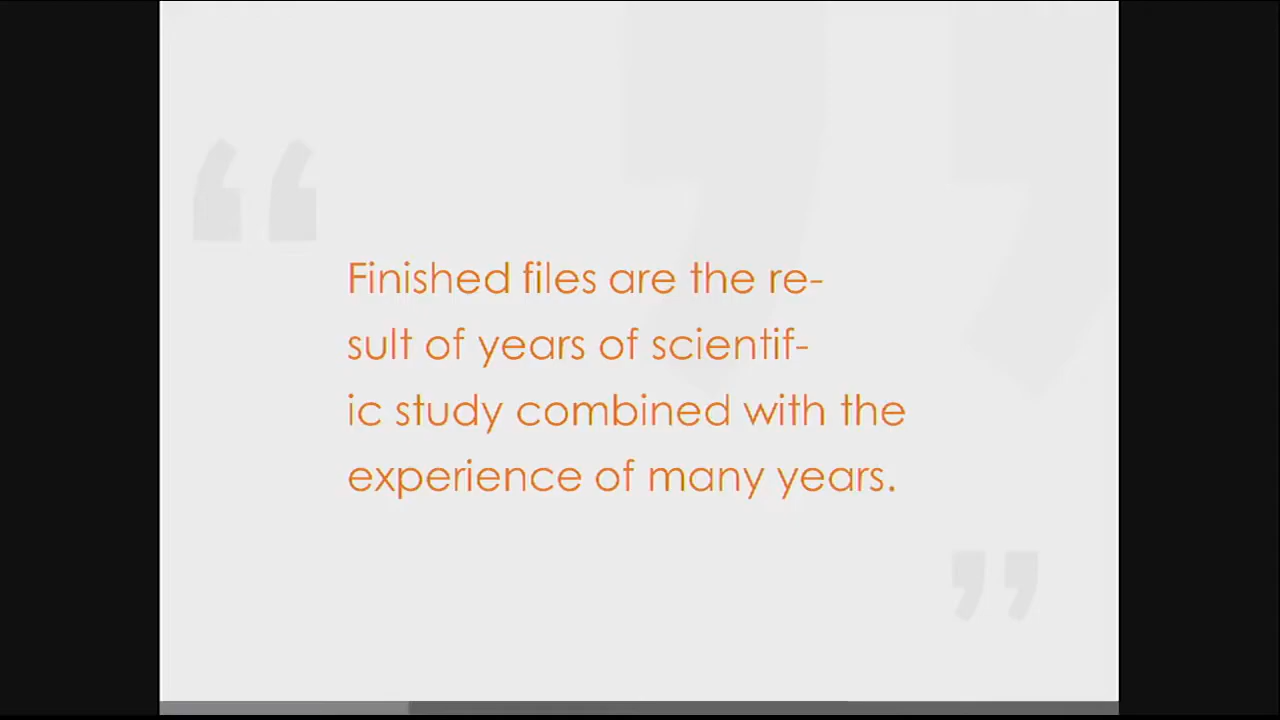 “
Finished files are the re-
sult of years of scientif-
ic study combined with the
experience of many years.
”